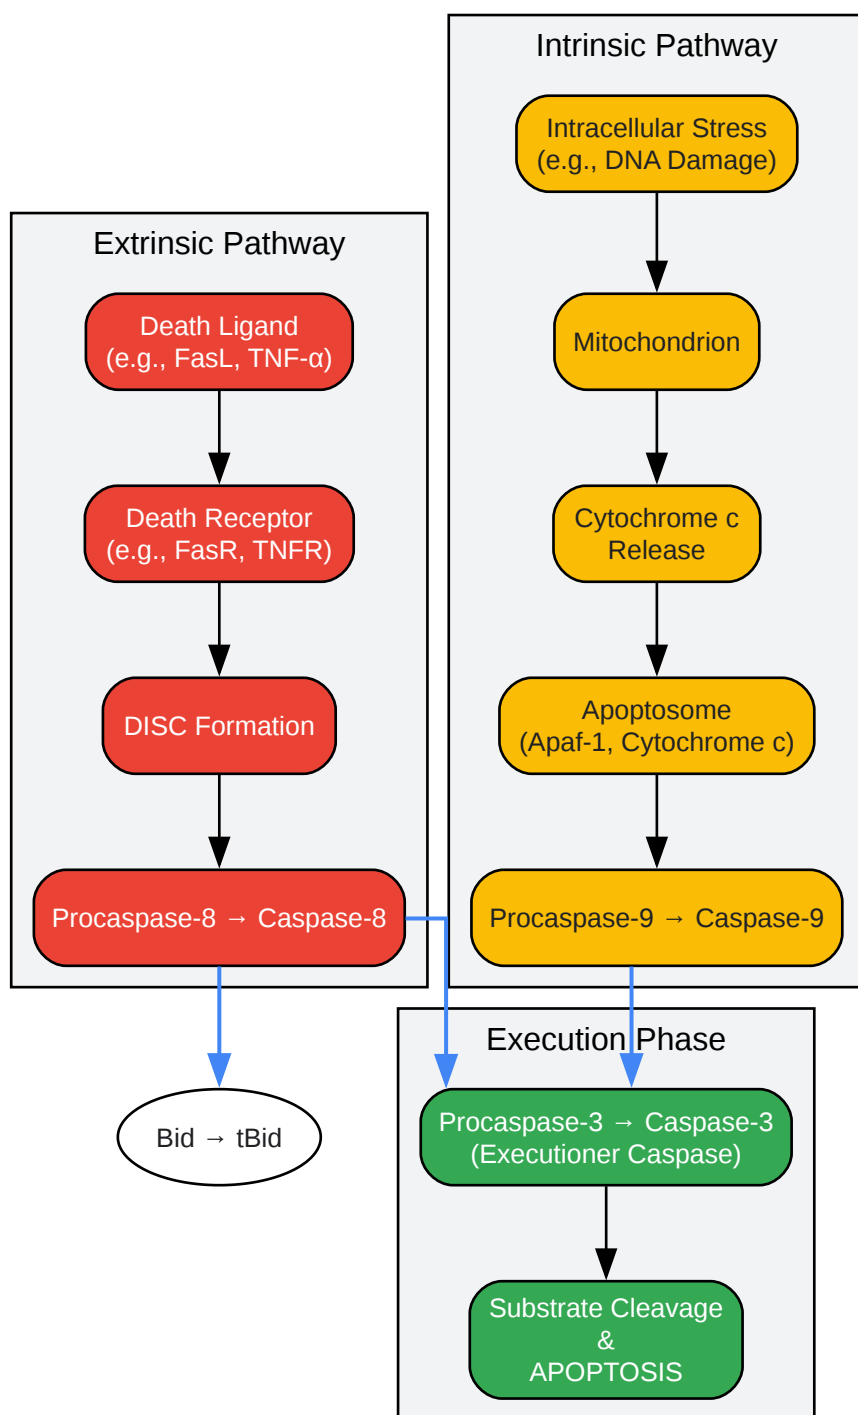 Intrinsic Pathway
Intracellular Stress
(e.g., DNA Damage)
Mitochondrion
Cytochrome c
Release
Apoptosome
(Apaf-1, Cytochrome c)
Procaspase-9 → Caspase-9
Extrinsic Pathway
Death Ligand
(e.g., FasL, TNF-α)
Death Receptor
(e.g., FasR, TNFR)
DISC Formation
Procaspase-8 → Caspase-8
Bid → tBid
Execution Phase
Procaspase-3 → Caspase-3
(Executioner Caspase)
Substrate Cleavage
&
APOPTOSIS